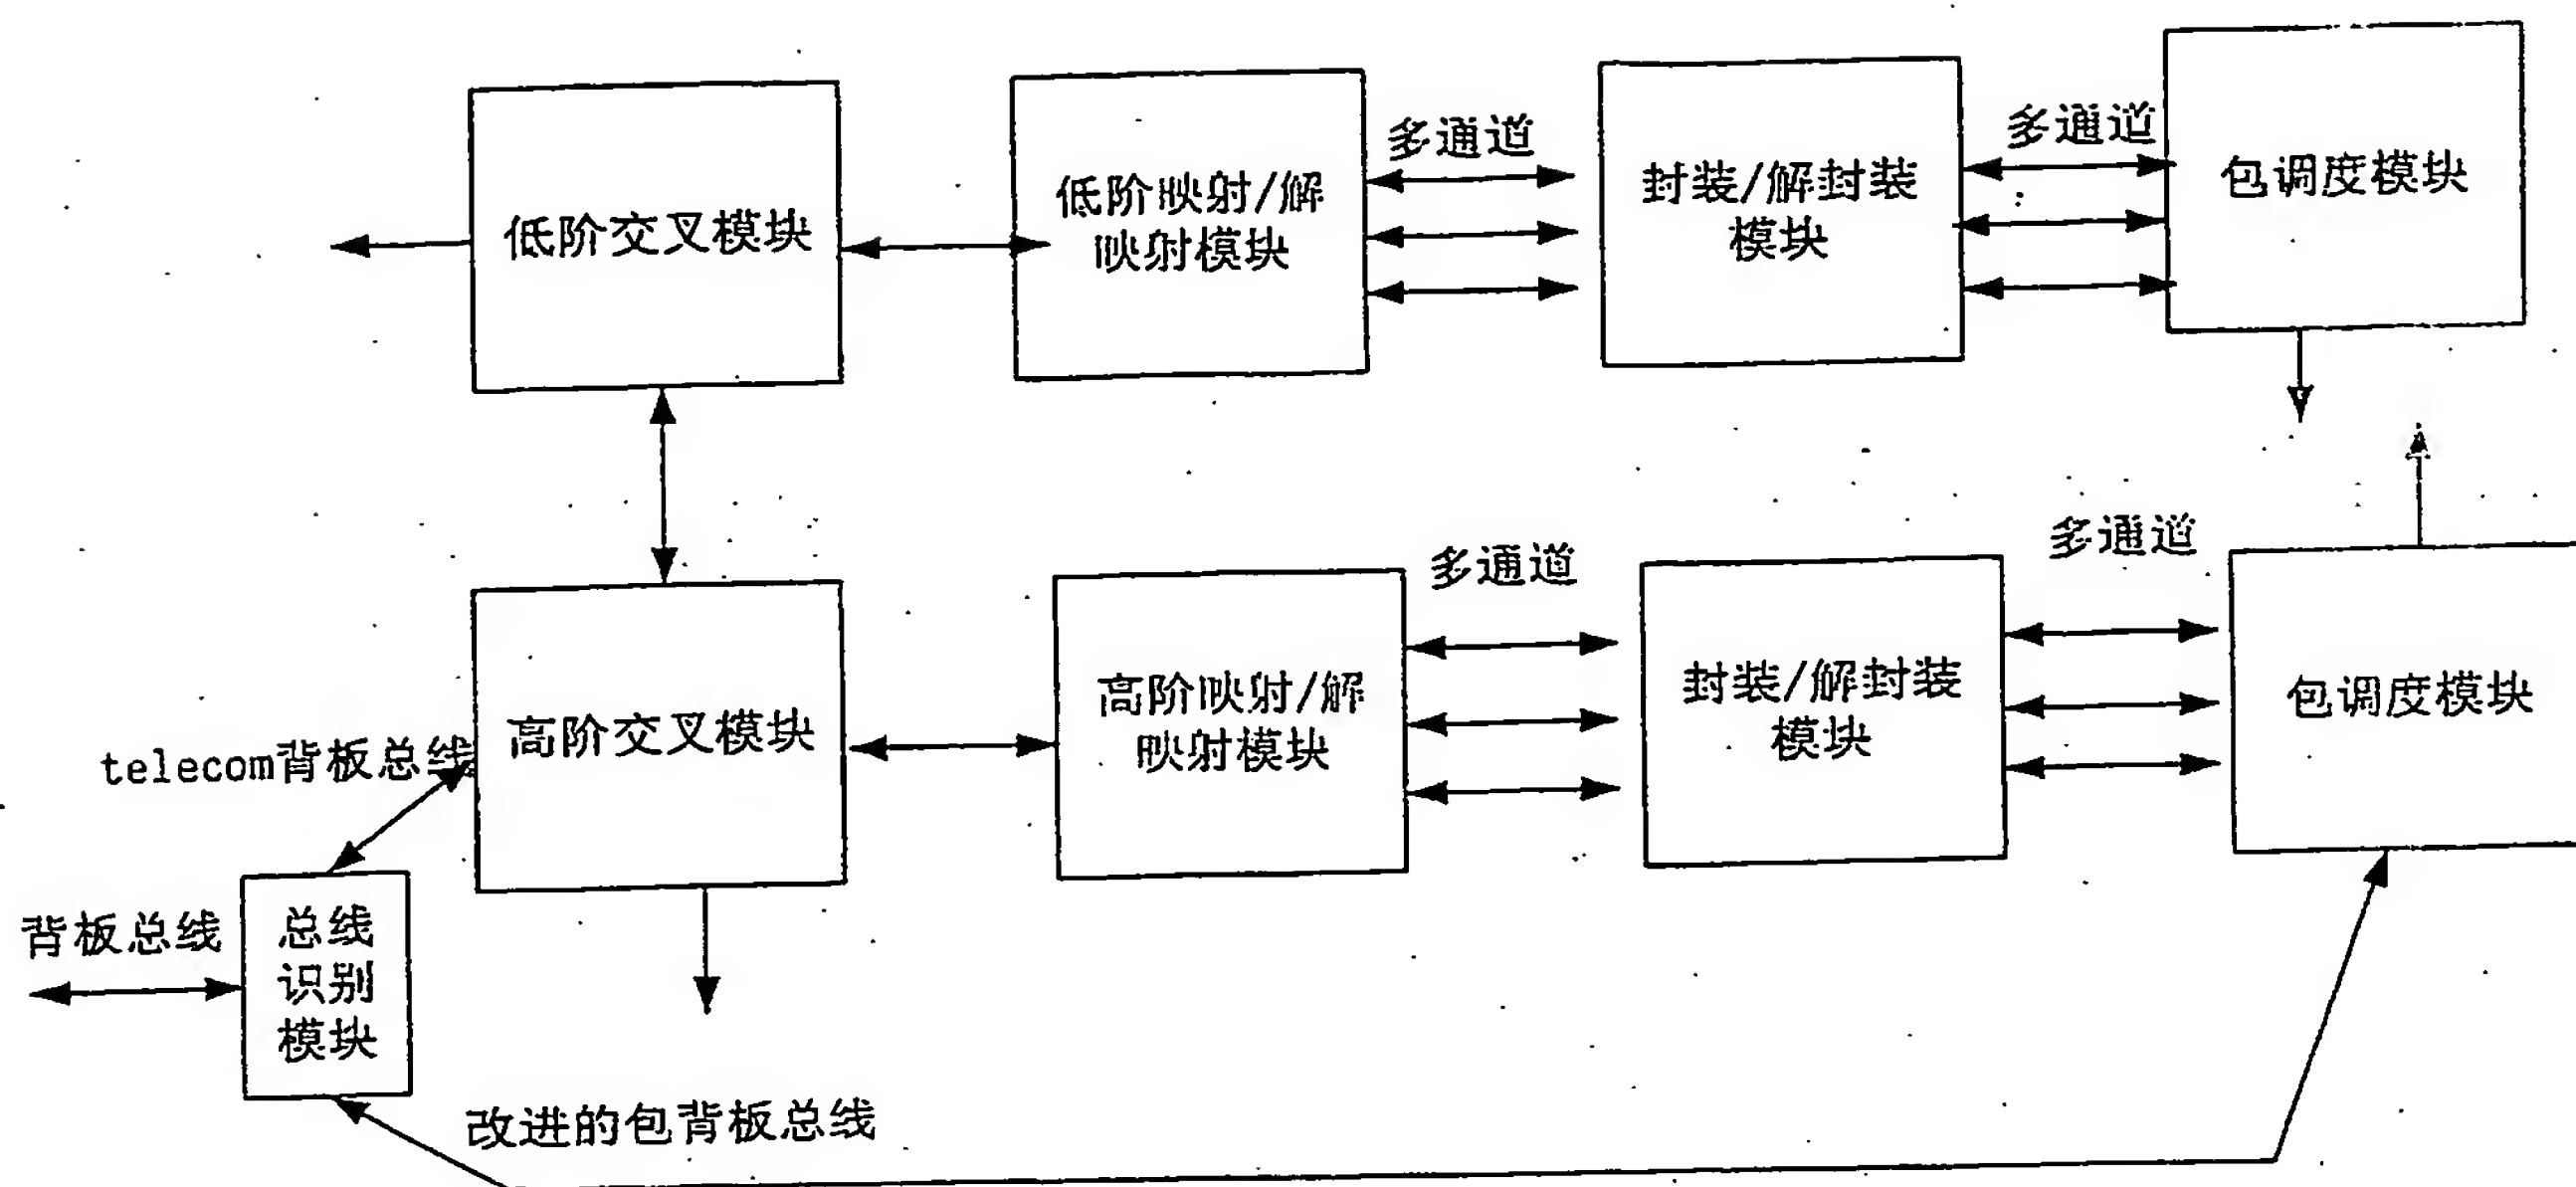 多通道
多通道
低阶交叉模块
低阶映射/解
映射模块
封装/解封装
模块
包调度模块
多通道
多通道
telecom背板总线
高阶交叉模块
高阶映射/解
映射模块
封装/解封装
模块
包调度模块
背板总线
总线
识别
模块
改进的包背板总线